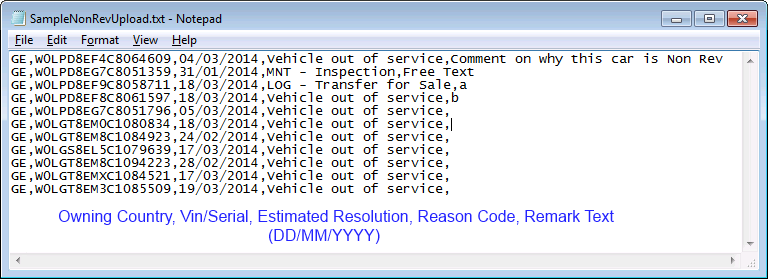 SampleNonRevUpload.txt - Notepad
File Edit Format View Help
GE,W0LPD8EF4C8064609,04/03/2014,Vehicle out of service,Comment on why this car is Non Rev
GE,W0LPD8EG7C8051359,31/01/2014,MNT - Inspection,Free Text
GE,W0LPD8EF9C8058711,18/03/2014,LOG - Transfer for Sale,a
GE,W0LPD8EF8C8061597,18/03/2014,Vehicle out of service,b
GE,W0LPD8EG7C8051796,05/03/2014,Vehicle out of service,
GE,W0LGT8EM0C1080834,18/03/2014,Vehicle out of service,
GE,W0LGT8EM8C1084923,24/02/2014,Vehicle out of service,
GE,W0LGS8EL5C1079639,17/03/2014,Vehicle out of service,
GE,W0LGT8EM8C1094223,28/02/2014,Vehicle out of service,
GE,W0LGT8EMXC1084521,17/03/2014,Vehicle out of service,
GE,W0LGT8EM3C1085509,19/03/2014,Vehicle out of service,
Owning Country, Vin/Serial, Estimated Resolution, Reason Code, Remark Text
(DD/MM/YYYY)